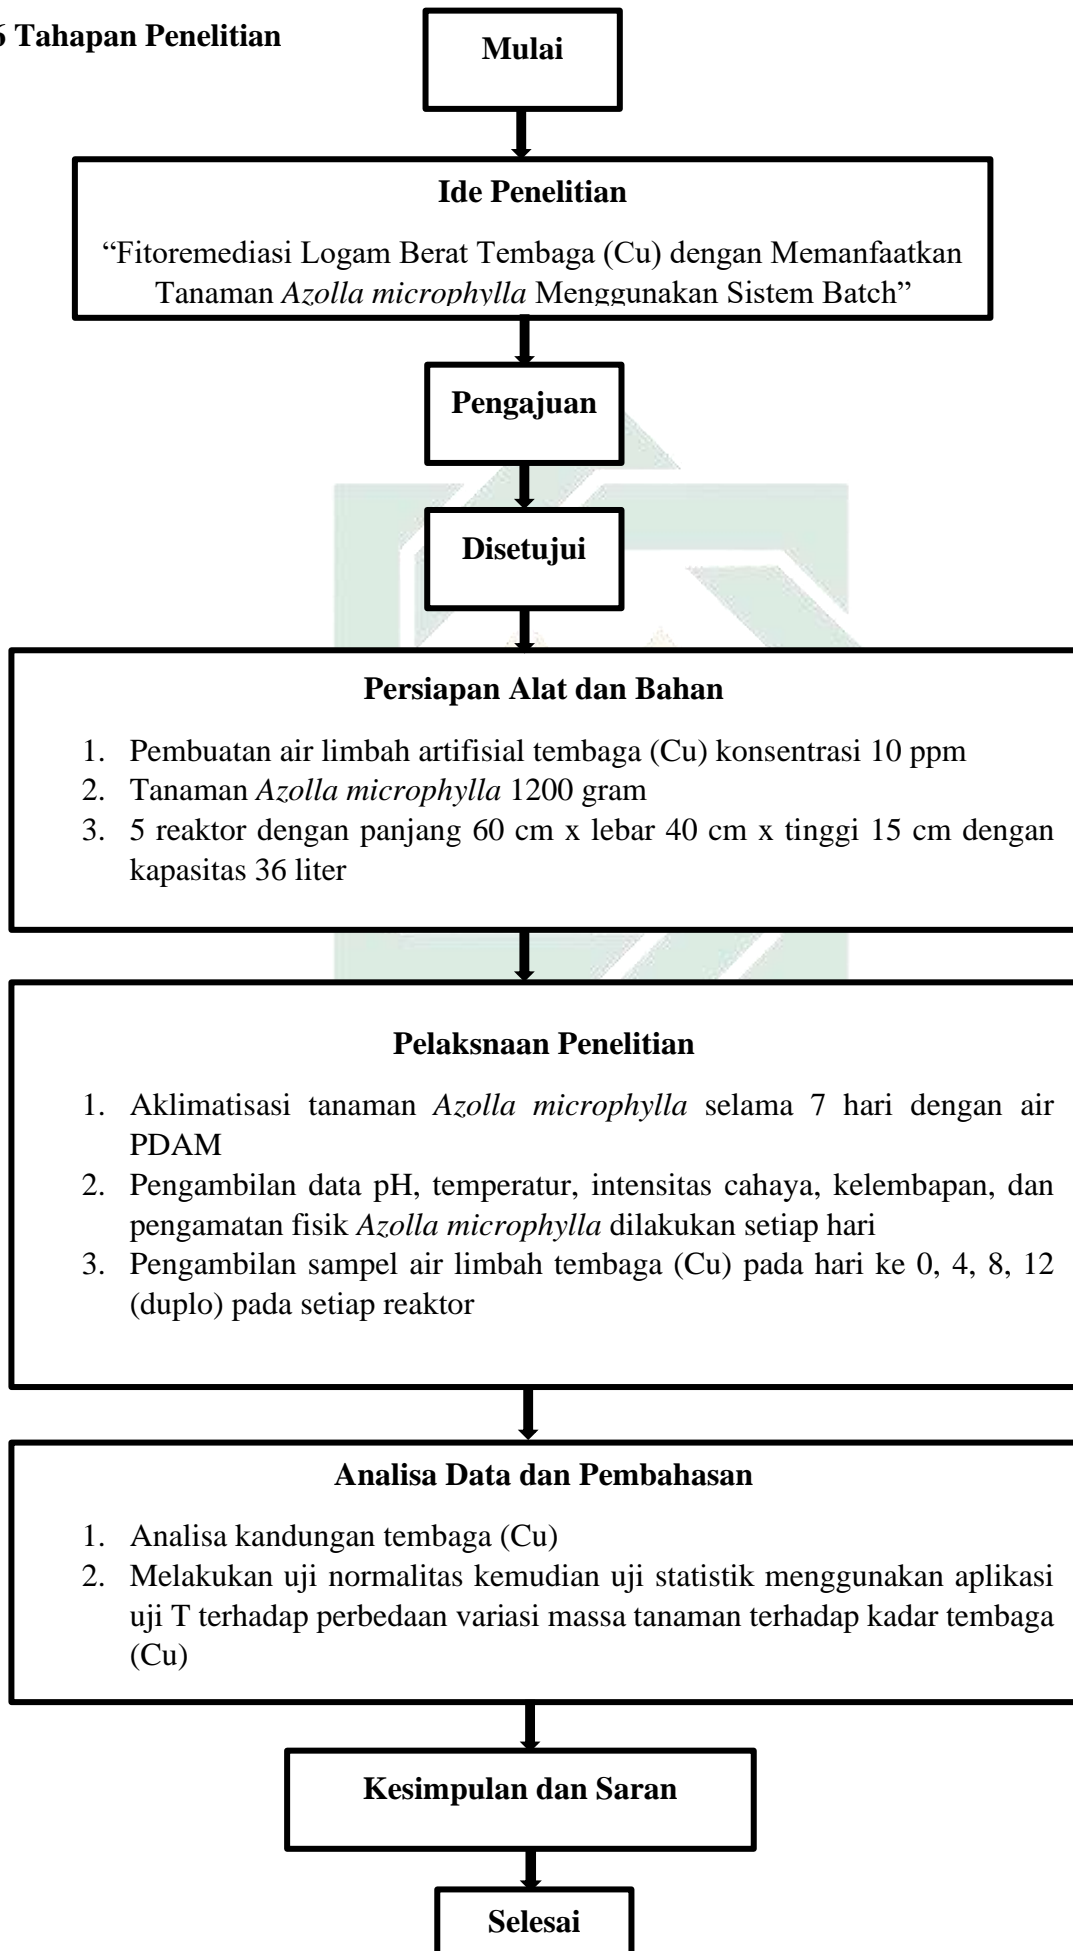 6 Tahapan Penelitian
Mulai
Ide Penelitian
“Fitoremediasi Logam Berat Tembaga (Cu) dengan Memanfaatkan
Tanaman Azolla microphylla Menggunakan Sistem Batch”
Pengajuan
Disetujui
Persiapan Alat dan Bahan
1. Pembuatan air limbah artifisial tembaga (Cu) konsentrasi 10 ppm
2. Tanaman Azolla microphylla 1200 gram
3. 5 reaktor dengan panjang 60 cm x lebar 40 cm x tinggi 15 cm dengan
kapasitas 36 liter
Pelaksnaan Penelitian
1. Aklimatisasi tanaman Azolla microphylla selama 7 hari dengan air
PDAM
2. Pengambilan data pH, temperatur, intensitas cahaya, kelembapan, dan
pengamatan fisik Azolla microphylla dilakukan setiap hari
3. Pengambilan sampel air limbah tembaga (Cu) pada hari ke 0, 4, 8, 12
(duplo) pada setiap reaktor
Analisa Data dan Pembahasan
1. Analisa kandungan tembaga (Cu)
2. Melakukan uji normalitas kemudian uji statistik menggunakan aplikasi
uji T terhadap perbedaan variasi massa tanaman terhadap kadar tembaga
(Cu)
Kesimpulan dan Saran
Selesai